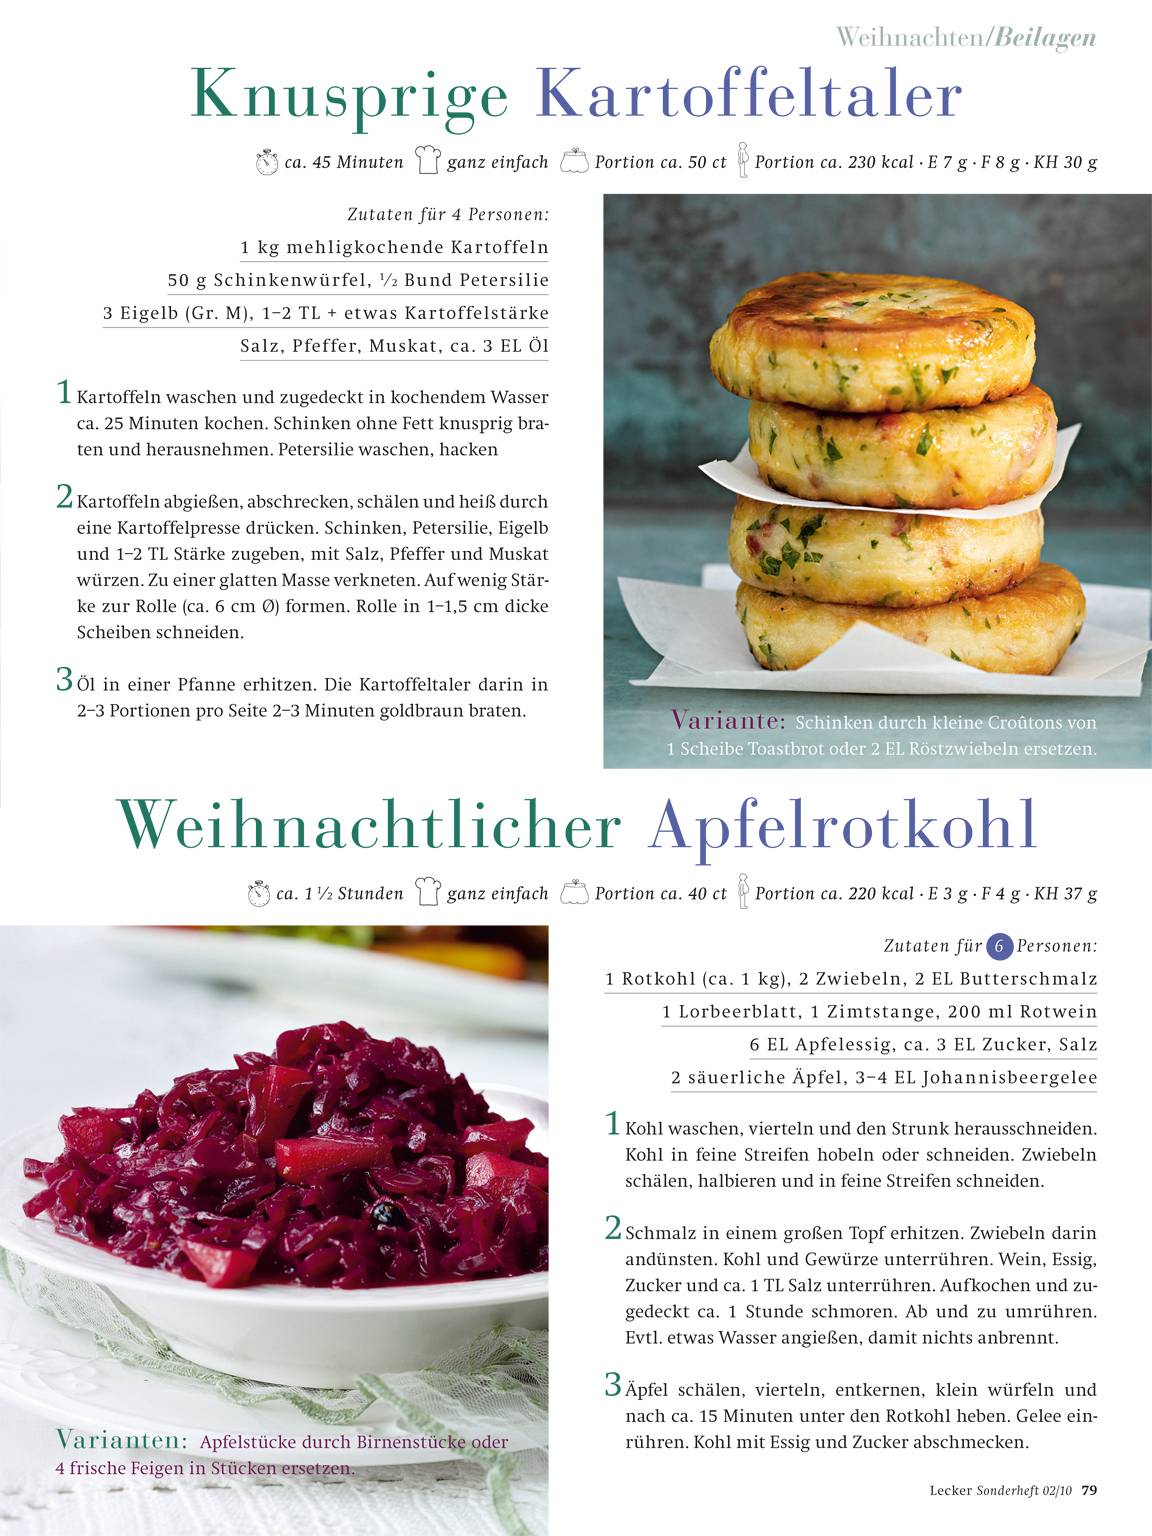 Weihnachten/Beilagen
Knusprige Kartoffeltaler
ca. 45 Minuten ganz einfach Portion ca. 50 ct Portion ca. 230 kcal · E 7 g · F 8 g · KH 30 g
Zutaten für 4 Personen:
1 kg mehligkochende Kartoffeln
50 g Schinkenwürfel, ½ Bund Petersilie
3 Eigelb (Gr. M), 1–2 TL + etwas Kartoffelstärke
Salz, Pfeffer, Muskat, ca. 3 EL Öl
1 Kartoffeln waschen und zugedeckt in kochendem Wasser
ca. 25 Minuten kochen. Schinken ohne Fett knusprig bra-
ten und herausnehmen. Petersilie waschen, hacken
2 Kartoffeln abgießen, abschrecken, schälen und heiß durch
eine Kartoffelpresse drücken. Schinken, Petersilie, Eigelb
und 1–2 TL Stärke zugeben, mit Salz, Pfeffer und Muskat
würzen. Zu einer glatten Masse verkneten. Auf wenig Stär-
ke zur Rolle (ca. 6 cm Ø) formen. Rolle in 1–1,5 cm dicke
Scheiben schneiden.
3 Öl in einer Pfanne erhitzen. Die Kartoffeltaler darin in
2–3 Portionen pro Seite 2–3 Minuten goldbraun braten.
Variante: Schinken durch kleine Croûtons von
1 Scheibe Toastbrot oder 2 EL Röstzwiebeln ersetzen.
Weihnachtlicher Apfelrotkohl
ca. 1 ½ Stunden ganz einfach Portion ca. 40 ct Portion ca. 220 kcal · E 3 g · F 4 g · KH 37 g
Zutaten für 6 Personen:
1 Rotkohl (ca. 1 kg), 2 Zwiebeln, 2 EL Butterschmalz
1 Lorbeerblatt, 1 Zimtstange, 200 ml Rotwein
6 EL Apfelessig, ca. 3 EL Zucker, Salz
2 säuerliche Äpfel, 3–4 EL Johannisbeergelee
1 Kohl waschen, vierteln und den Strunk herausschneiden.
Kohl in feine Streifen hobeln oder schneiden. Zwiebeln
schälen, halbieren und in feine Streifen schneiden.
2 Schmalz in einem großen Topf erhitzen. Zwiebeln darin
andünsten. Kohl und Gewürze unterrühren. Wein, Essig,
Zucker und ca. 1 TL Salz unterrühren. Aufkochen und zu-
gedeckt ca. 1 Stunde schmoren. Ab und zu umrühren.
Evtl. etwas Wasser angießen, damit nichts anbrennt.
3 Äpfel schälen, vierteln, entkernen, klein würfeln und
nach ca. 15 Minuten unter den Rotkohl heben. Gelee ein-
rühren. Kohl mit Essig und Zucker abschmecken.
Varianten: Apfelstücke durch Birnenstücke oder
4 frische Feigen in Stücken ersetzen.
Lecker Sonderheft 02/10 79